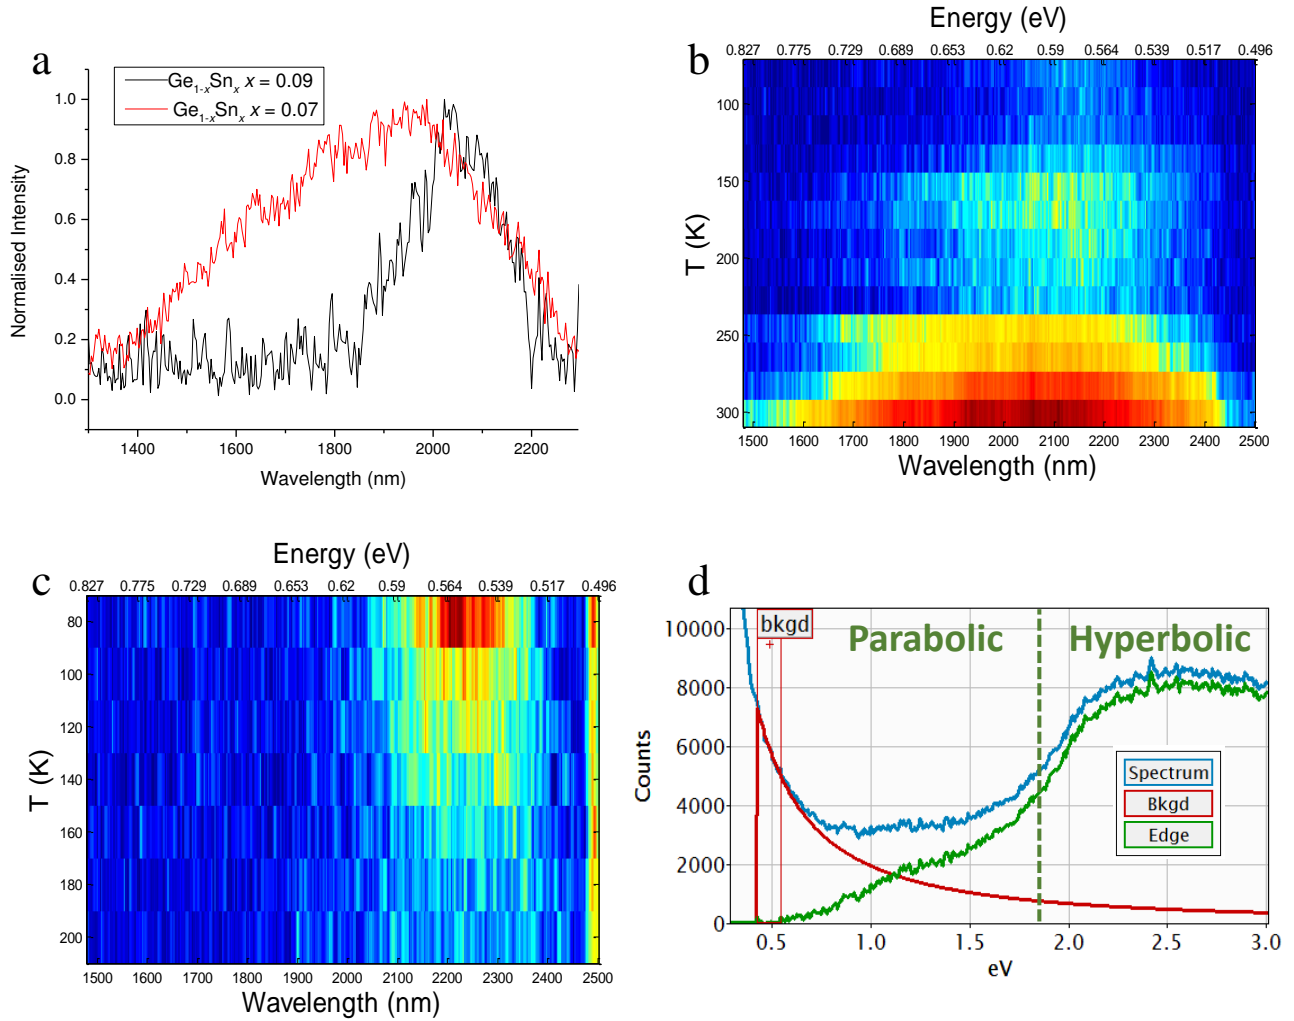 a
Ge1-xSnx x = 0.09
Ge1-xSnx x = 0.07
1.0
0.8
0.6
0.4
0.2
0.0
Normalised Intensity
1400 1600 1800 2000 2200
Wavelength (nm)
b
Energy (eV)
0.827 0.775 0.729 0.689 0.653 0.62 0.59 0.564 0.539 0.517 0.496
100
150
200
250
300
T (K)
1500 1600 1700 1800 1900 2000 2100 2200 2300 2400 2500
Wavelength (nm)
c
Energy (eV)
0.827 0.775 0.729 0.689 0.653 0.62 0.59 0.564 0.539 0.517 0.496
80
100
120
140
160
180
200
T (K)
1500 1600 1700 1800 1900 2000 2100 2200 2300 2400 2500
Wavelength (nm)
d
bkgd
Parabolic Hyperbolic
10000
8000
6000
4000
2000
0
Counts
Spectrum
Bkgd
Edge
0.5 1.0 1.5 2.0 2.5 3.0
eV